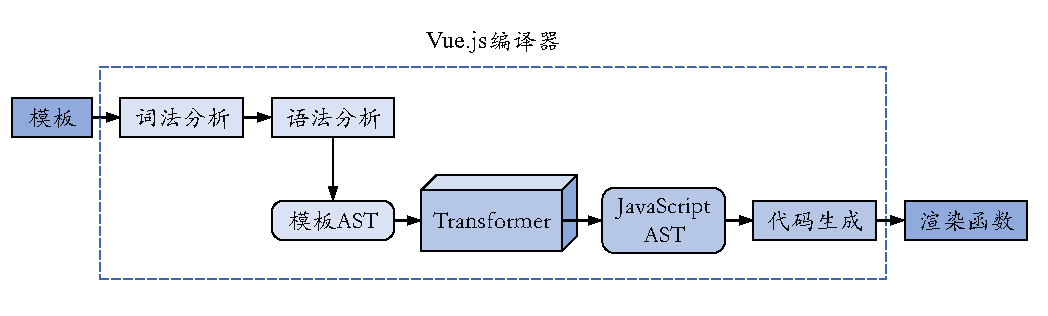 Vue.js编译器
模板
词法分析
语法分析
模板AST
Transformer
JavaScript
AST
代码生成
渲染函数